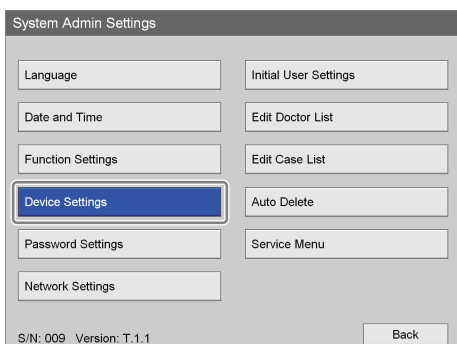 System Admin Settings
Language
Initial User Settings
Date and Time
Edit Doctor List
Function Settings
Edit Case List
Device Settings
Auto Delete
Password Settings
Service Menu
Network Settings
S/N: 009 Version: T.1.1
Back